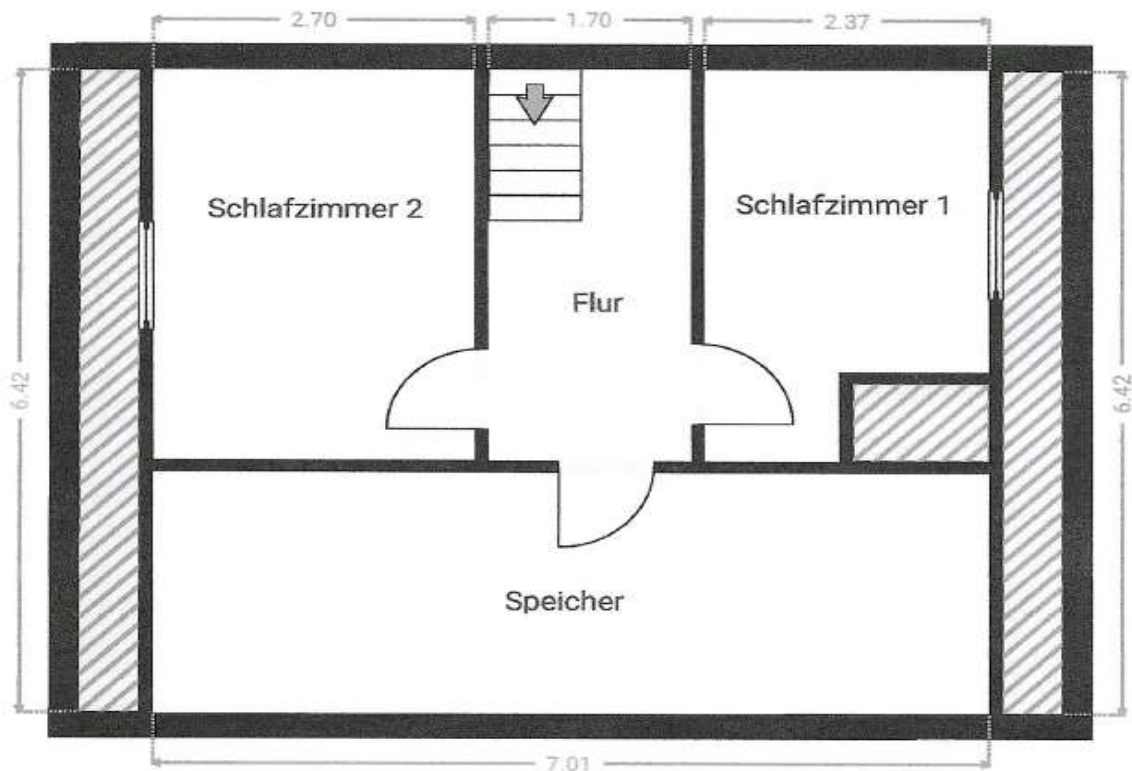 2.70
1.70
2.37
Schlafzimmer 2
Schlafzimmer 1
Flur
6.42
6.42
Speicher
7.01